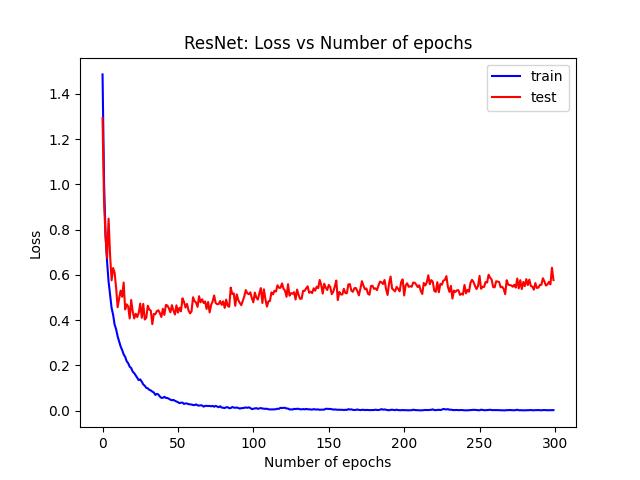 ResNet: Loss vs Number of epochs
train
test
1.4
1.2
1.0
0.8
0.6
0.4
0.2
0.0
Loss
0 50 100 150 200 250 300
Number of epochs